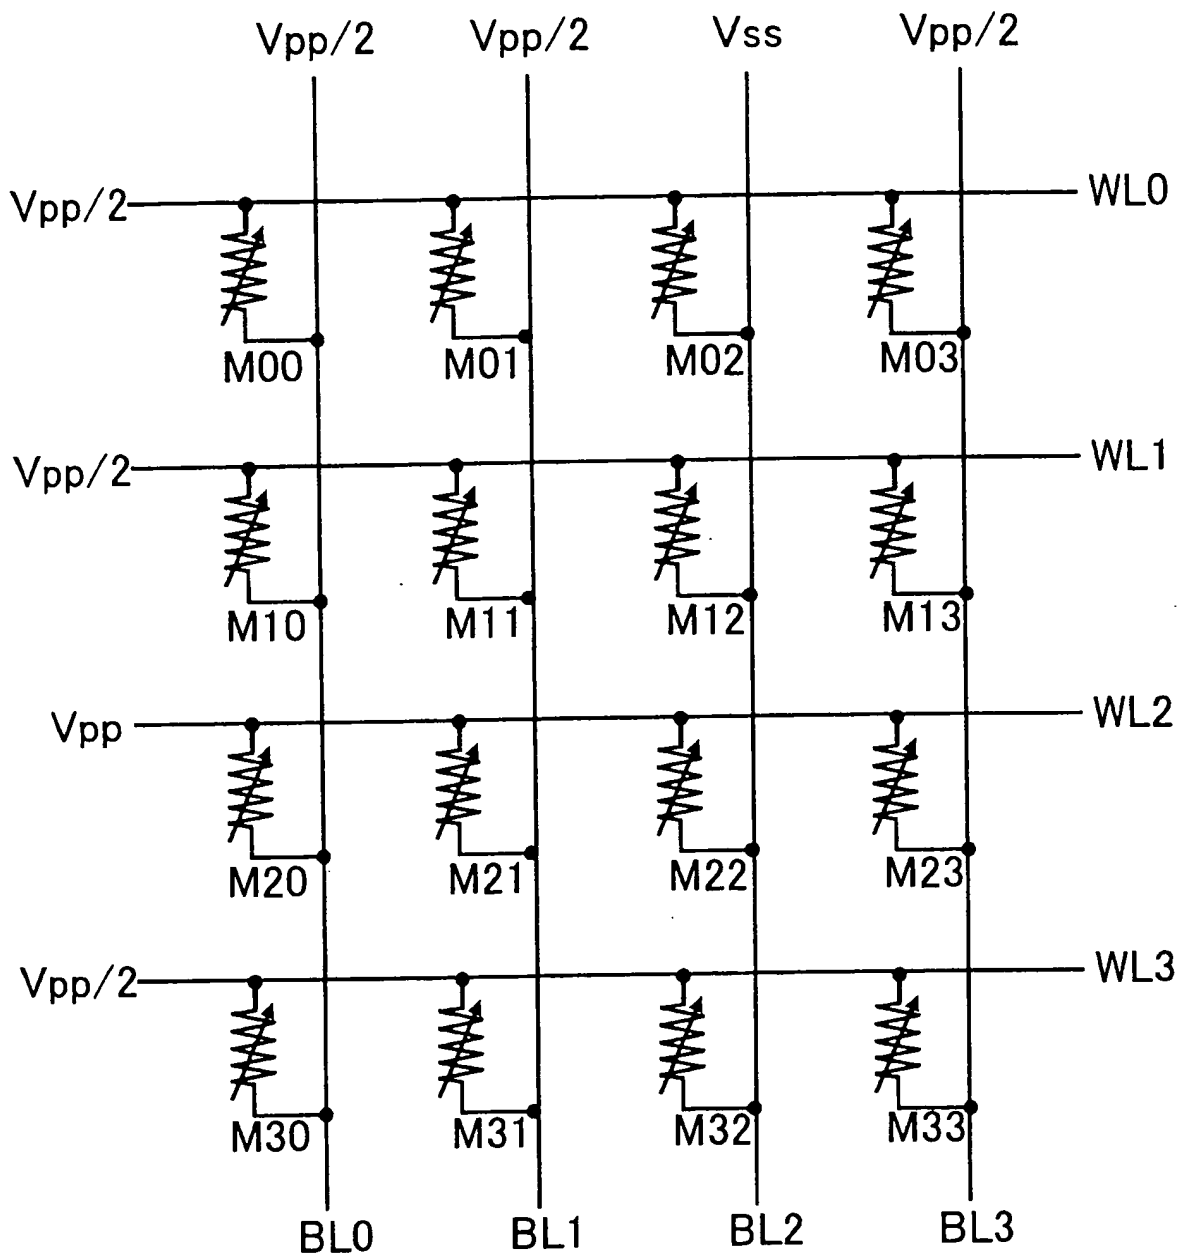 Vpp/2 Vpp/2 Vss Vpp/2
Vpp/2 WL0
M00 M01 M02 M03
Vpp/2 WL1
M10 M11 M12 M13
Vpp WL2
M20 M21 M22 M23
Vpp/2 WL3
M30 M31 M32 M33
BL0 BL1 BL2 BL3